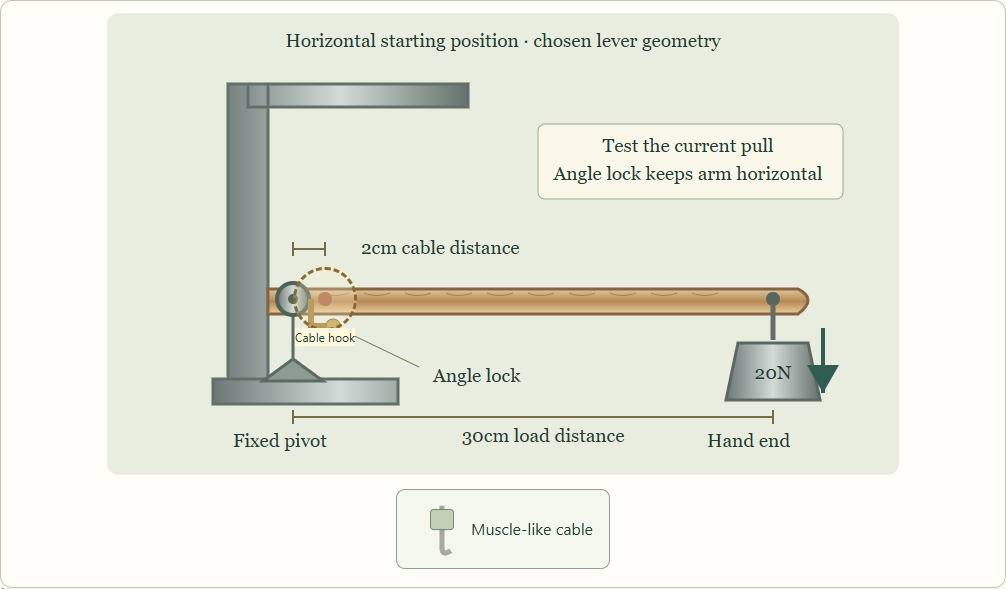 Horizontal starting position · chosen lever geometry
Test the current pull
Angle lock keeps arm horizontal
2cm cable distance
Cable hook
Angle lock
20N
30cm load distance
Fixed pivot
Hand end
Muscle-like cable